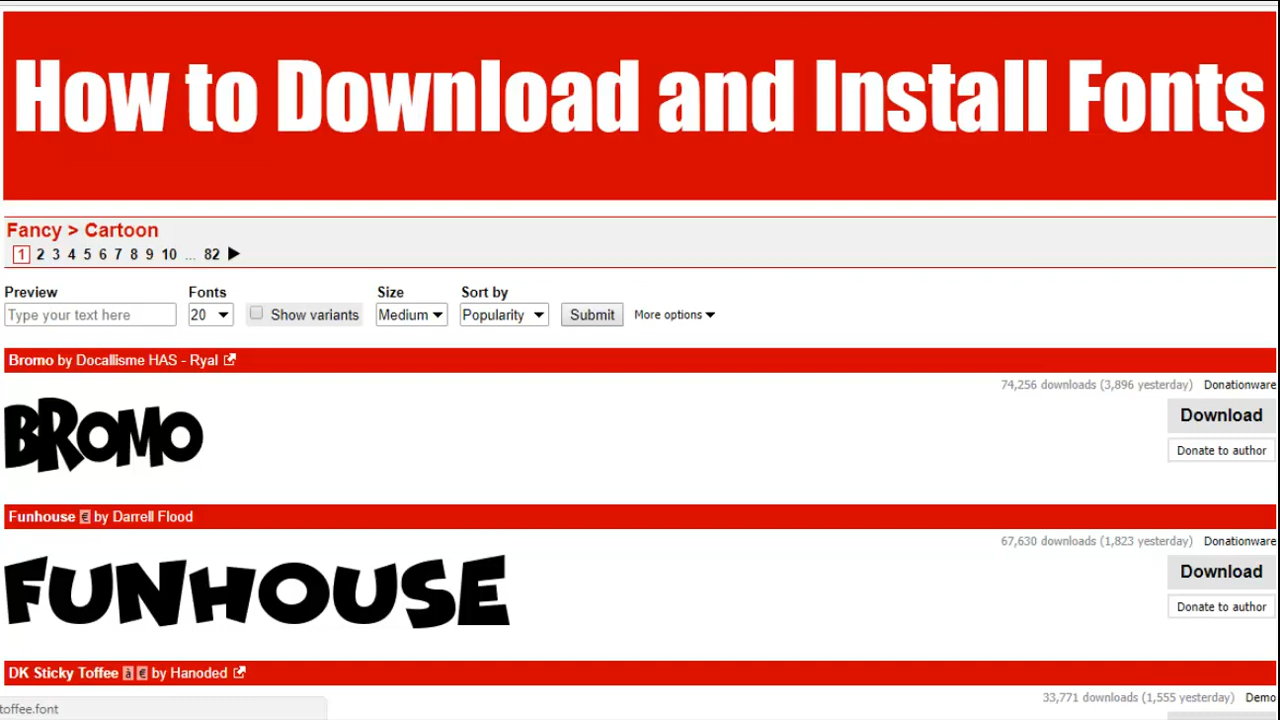 How to Download and Install Fonts
Fancy > Cartoon
1 2 3 4 5 6 7 8 9 10 ... 82
Preview Fonts Size Sort by
Type your text here 20 Show variants Medium Popularity Submit More options
Bromo by Docallisme HAS - Ryal
74,256 downloads (3,896 yesterday) Donationware
Download
BROMO
Donate to author
Funhouse € by Darrell Flood
67,630 downloads (1,823 yesterday) Donationware
Download
FUNHOUSE
Donate to author
DK Sticky Toffee à € by Hanoded
33,771 downloads (1,555 yesterday) Demo
toffee.font